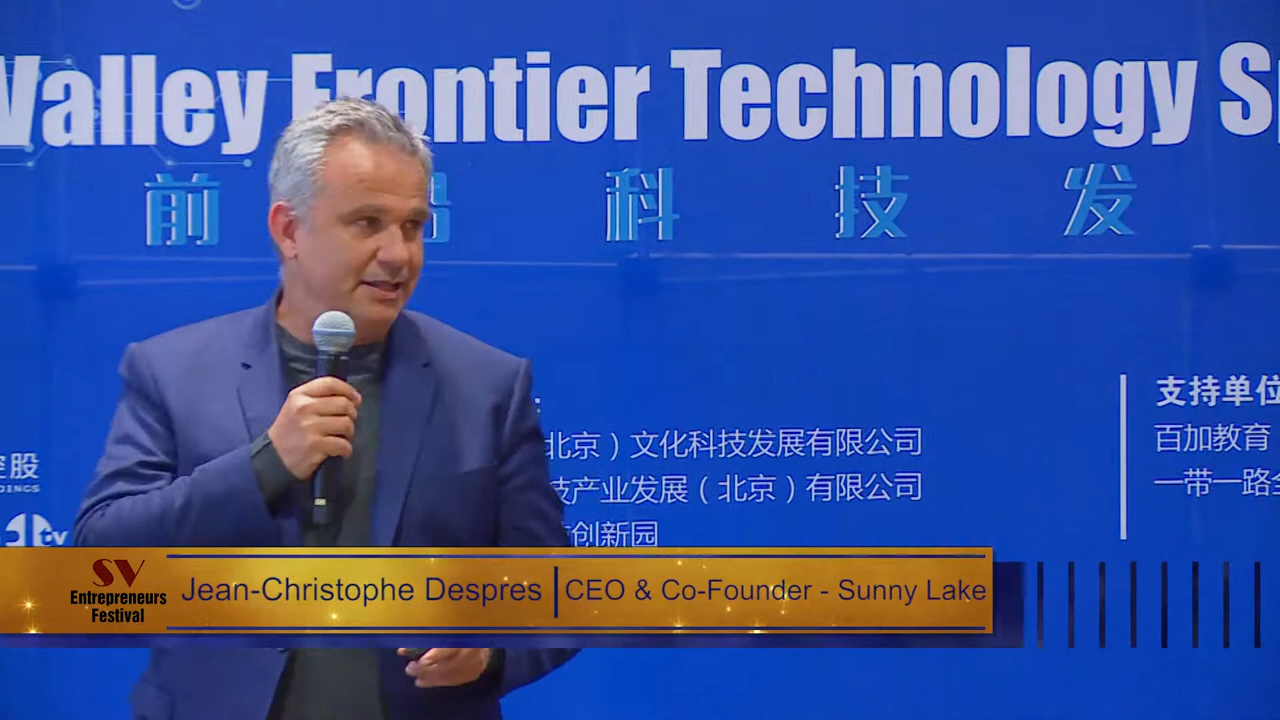 Valley Frontier Technology
前 科 技 发
北京）文化科技发展有限公司
技产业发展（北京）有限公司
创新园
支持单位
百加教育
一带一路
控股
tv
SV
Entrepreneurs
Festival
Jean-Christophe Despres | CEO & Co-Founder - Sunny Lake